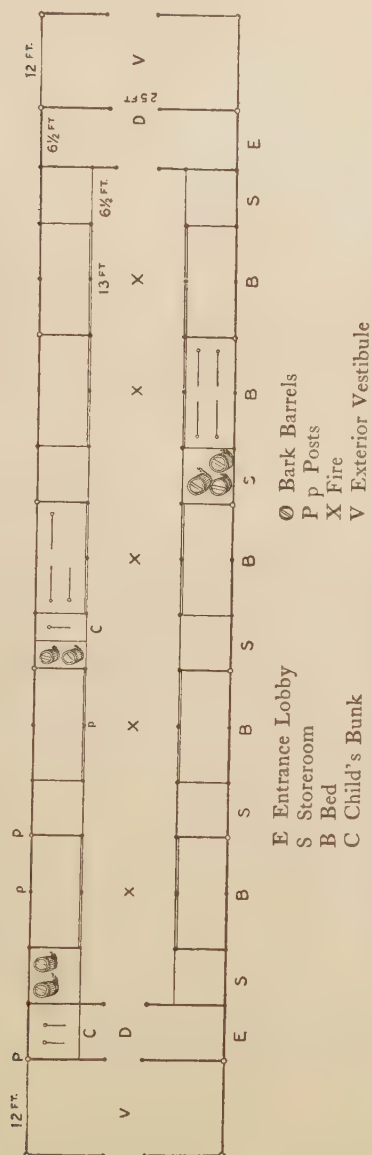 12 FT. P p p 6½ FT 12 FT.
C p C 13 FT 6½ FT.
V D X X X X X D 25 FT V
E S B S B S B S B B S E
E Entrance Lobby
S Storeroom
B Bed
C Child's Bunk
Ø Bark Barrels
P p Posts
X Fire
V Exterior Vestibule